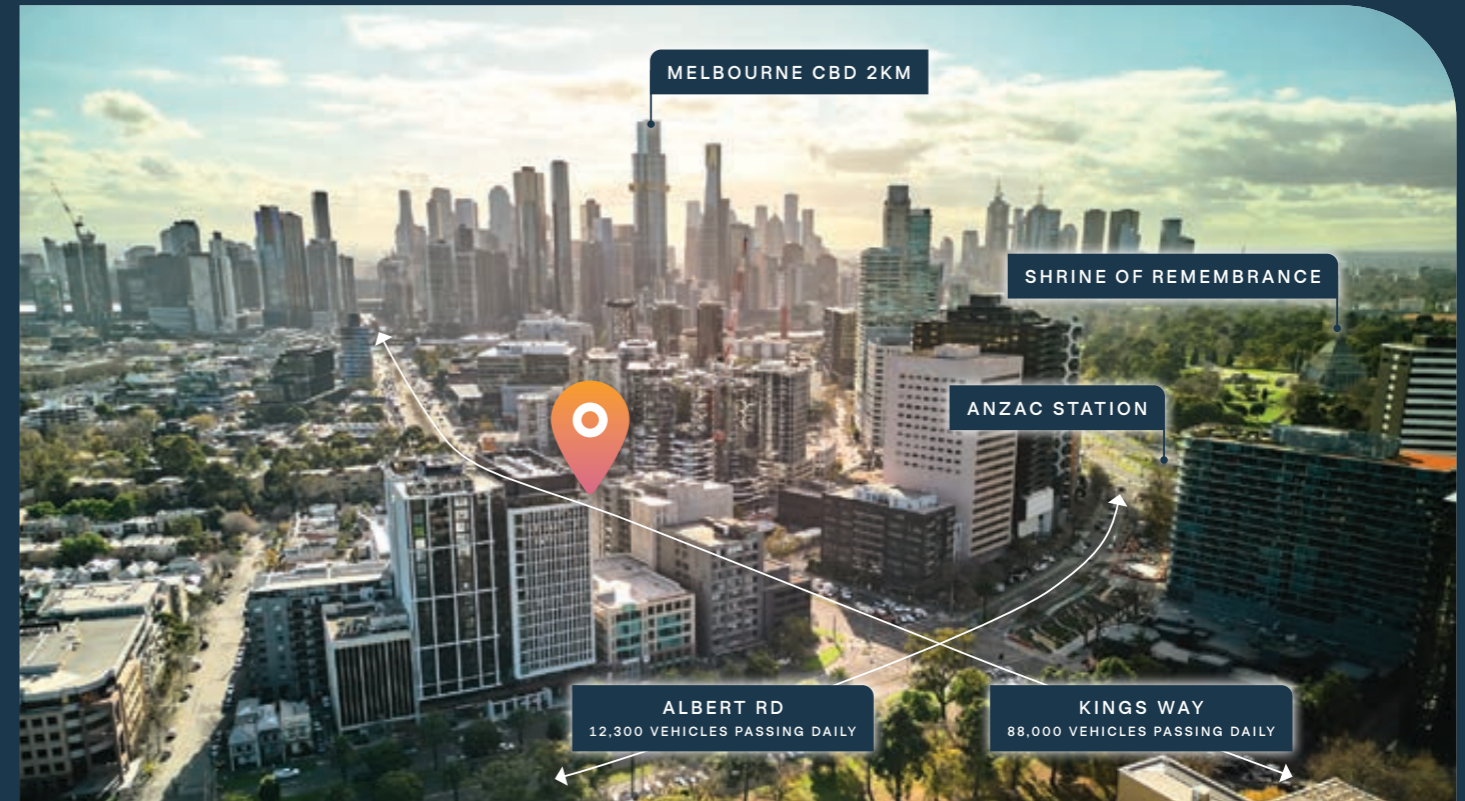 MELBOURNE CBD 2KM
SHRINE OF REMEMBRANCE
ANZAC STATION
ALBERT RD
12,300 VEHICLES PASSING DAILY
KINGS WAY
88,000 VEHICLES PASSING DAILY